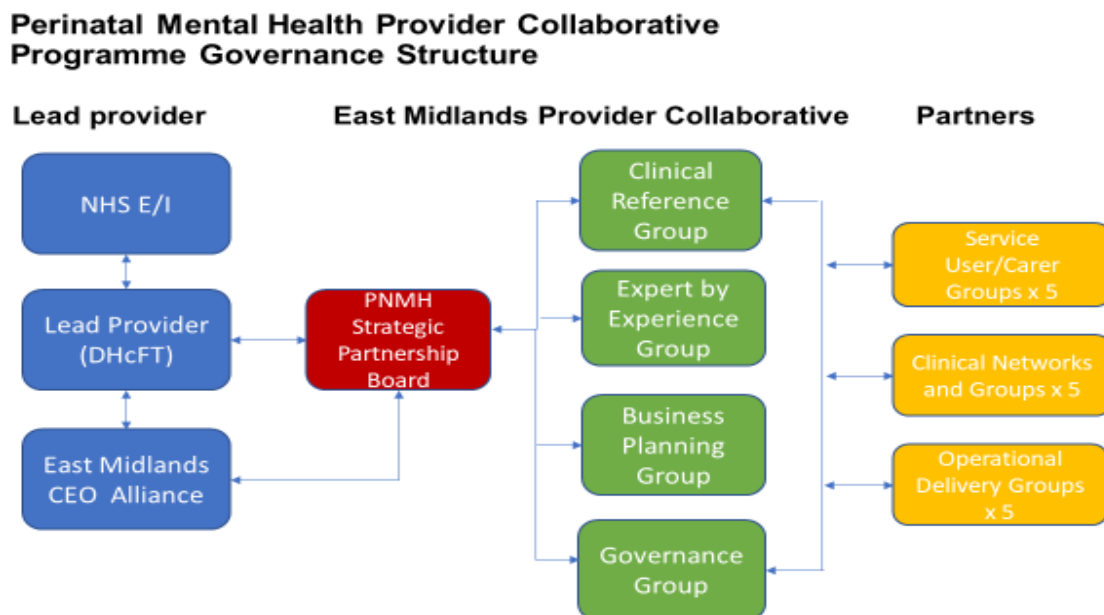 Perinatal Mental Health Provider Collaborative
Programme Governance Structure
Lead provider
East Midlands Provider Collaborative
Partners
NHS E/I
Lead Provider
(DHcFT)
East Midlands
CEO Alliance
PNMH
Strategic
Partnership
Board
Clinical
Reference
Group
Expert by
Experience
Group
Business
Planning
Group
Governance
Group
Service
User/Carer
Groups x 5
Clinical Networks
and Groups x 5
Operational
Delivery Groups
x 5